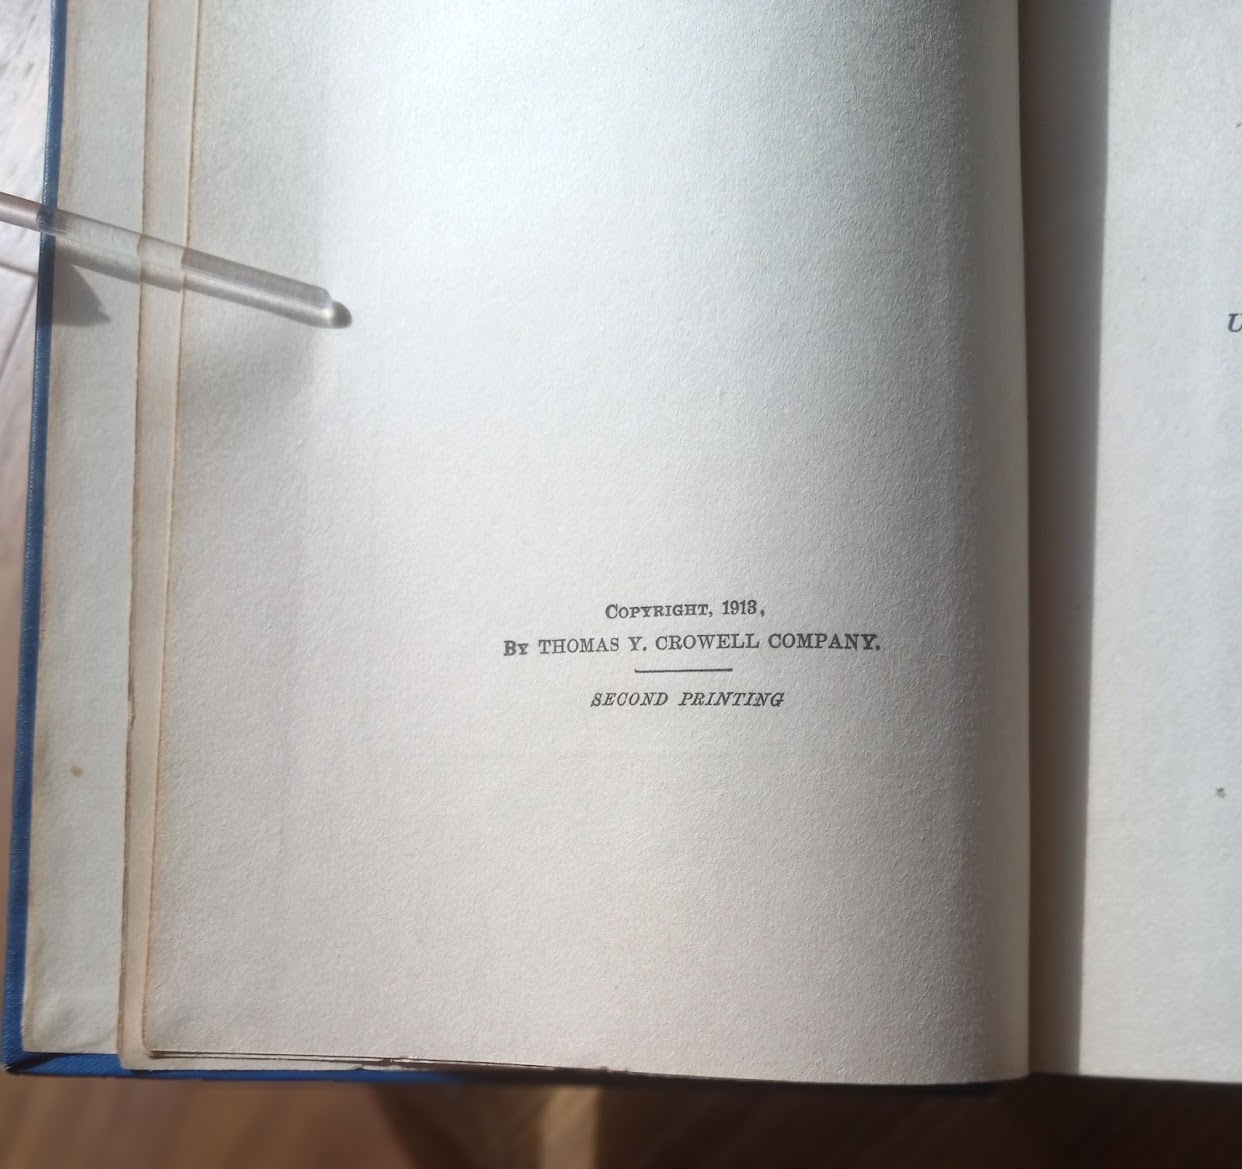 COPYRIGHT, 1913,
BY THOMAS Y. CROWELL COMPANY.
SECOND PRINTING
U